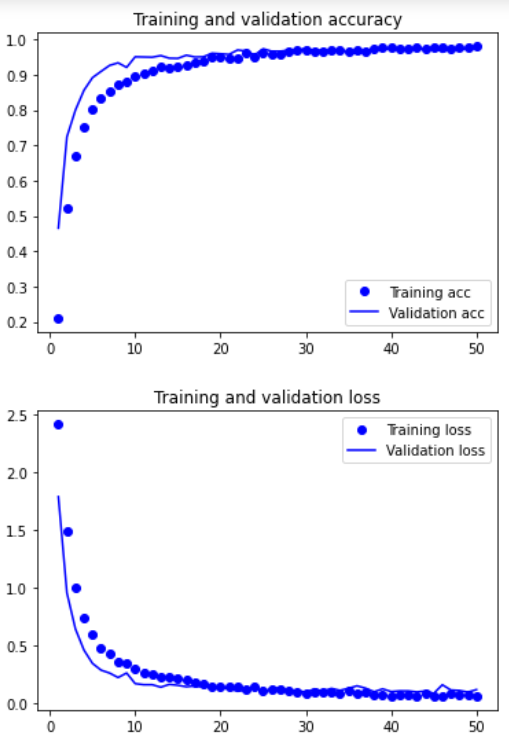 Training and validation accuracy
1.0
0.9
0.8
0.7
0.6
0.5
0.4
0.3
0.2
Training acc
Validation acc
0 10 20 30 40 50
Training and validation loss
2.5
2.0
1.5
1.0
0.5
0.0
Training loss
Validation loss
0 10 20 30 40 50